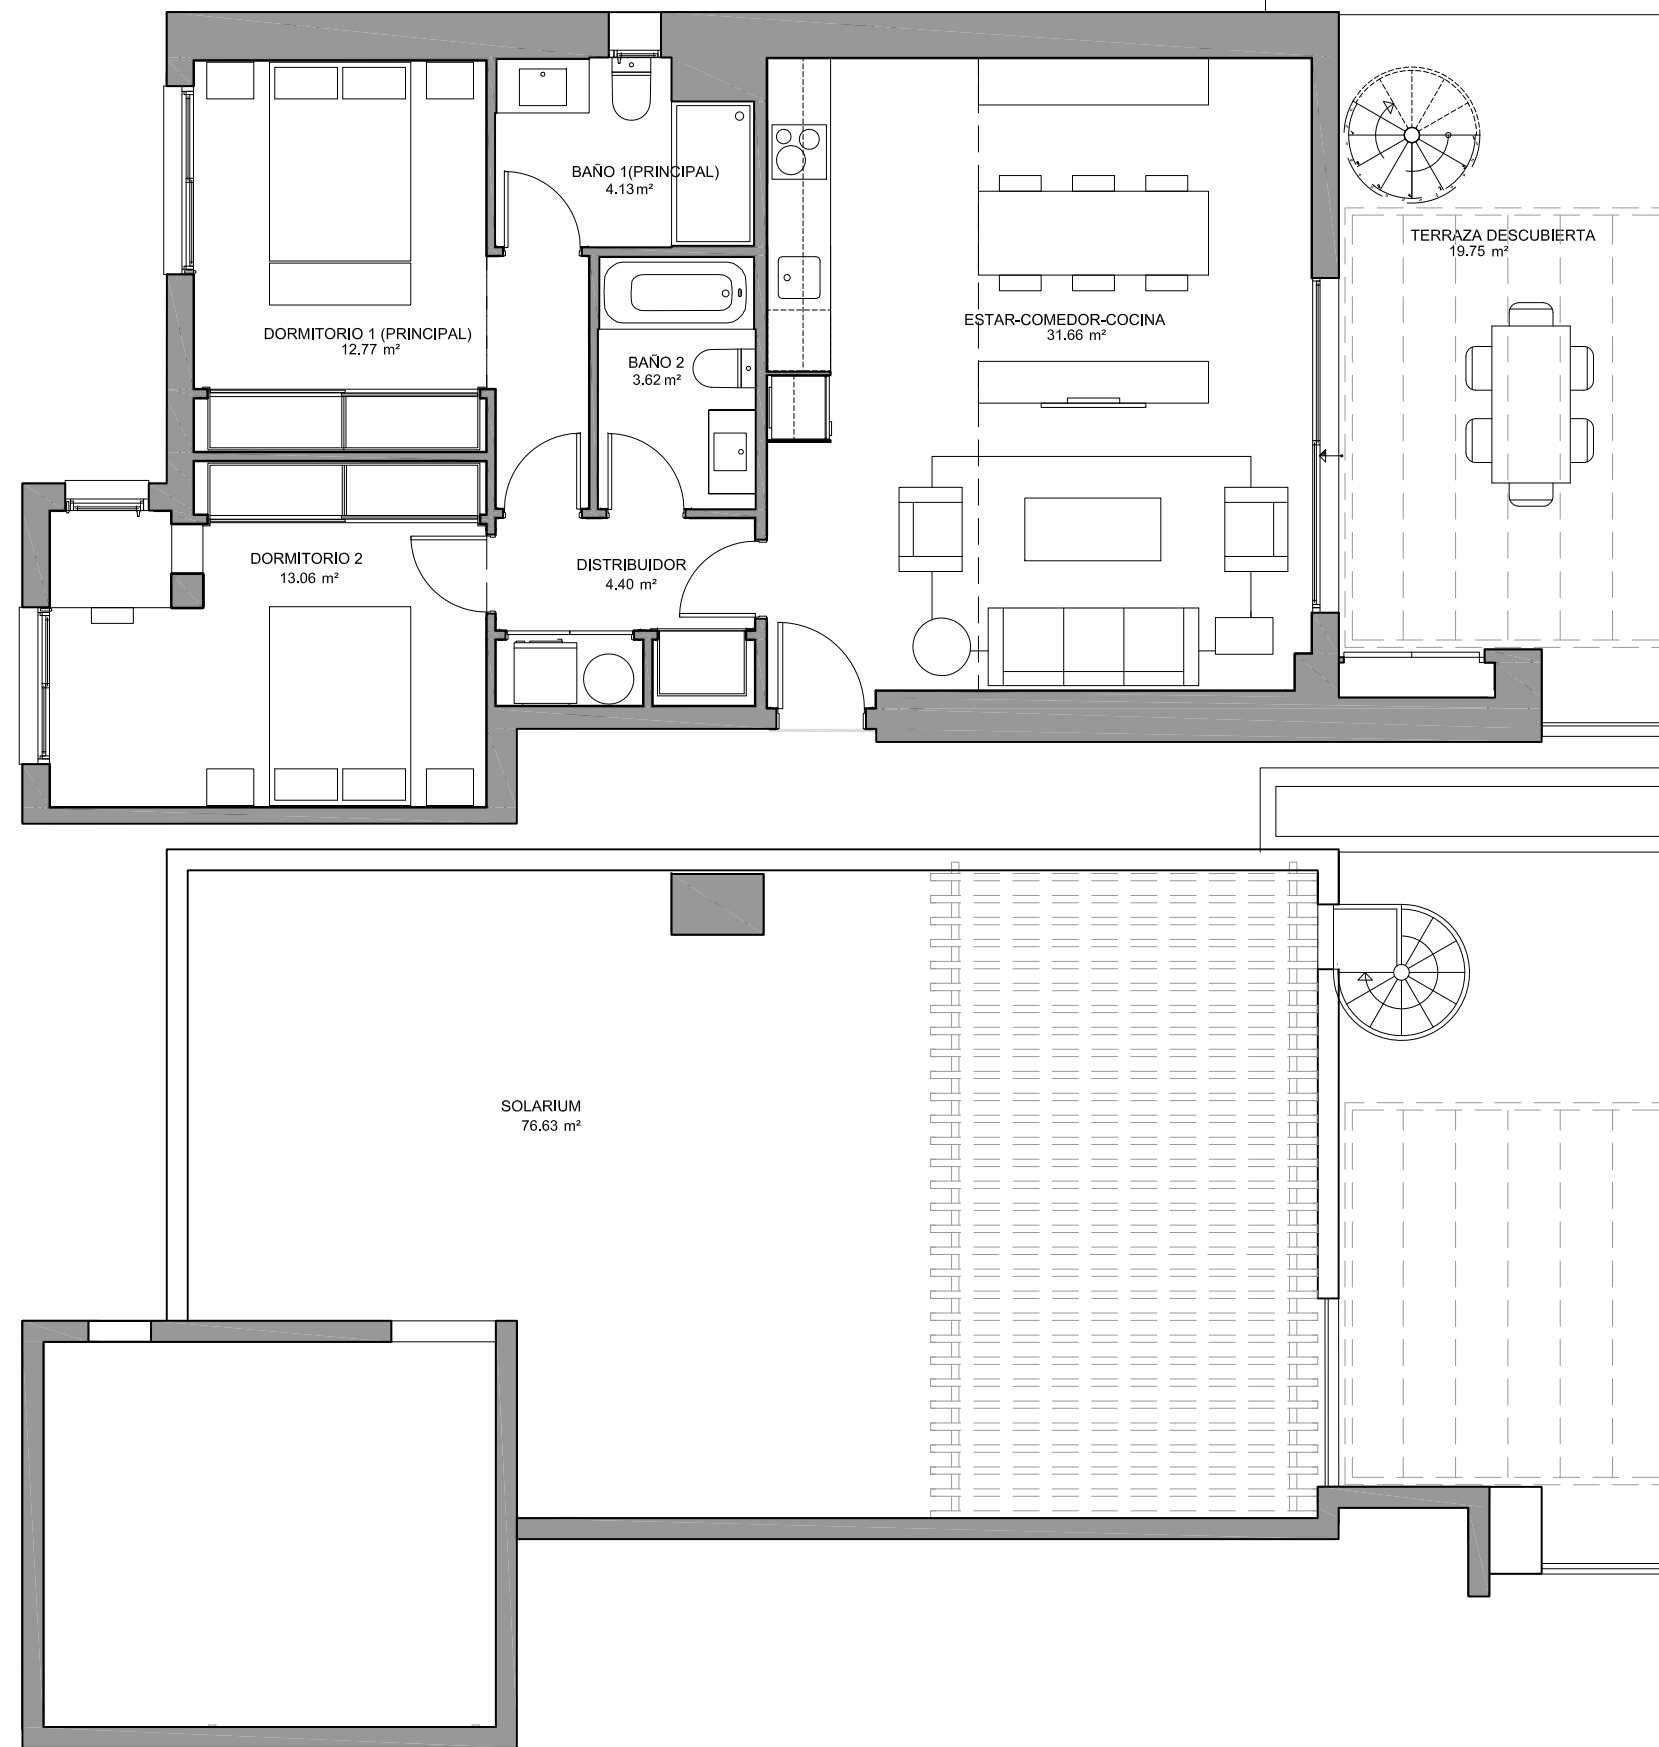 BAÑO 1(PRINCIPAL)
4.13 m²
TERRAZA DESCUBIERTA
19.75 m²
DORMITORIO 1 (PRINCIPAL)
12.77 m²
ESTAR-COMEDOR-COCINA
31.66 m²
BAÑO 2
3.62 m²
DORMITORIO 2
13.06 m²
DISTRIBUIDOR
4.40 m²
SOLARIUM
76.63 m²